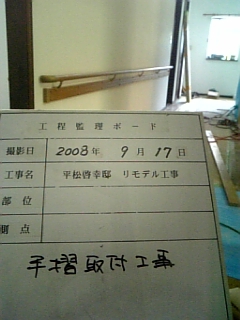 工程監理ボード
撮影日 2008年 9月 17日
工事名 平松啓幸邸 リモデル工事
部位
測点
手摺取付工事